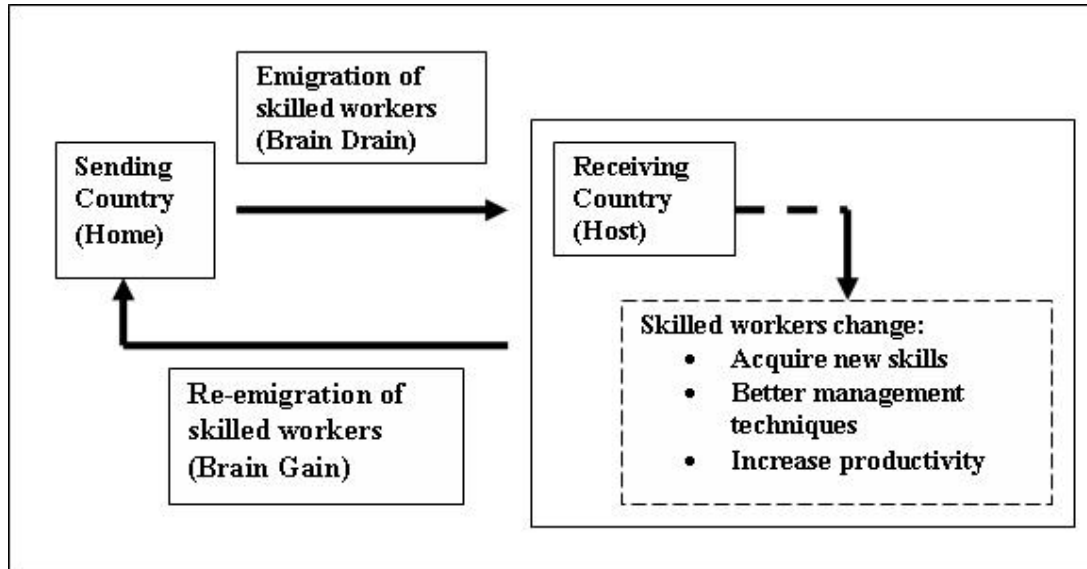 Emigration of
skilled workers
(Brain Drain)
Sending
Country
(Home)
Receiving
Country
(Host)
Skilled workers change:
• Acquire new skills
• Better management
techniques
• Increase productivity
Re-emigration of
skilled workers
(Brain Gain)